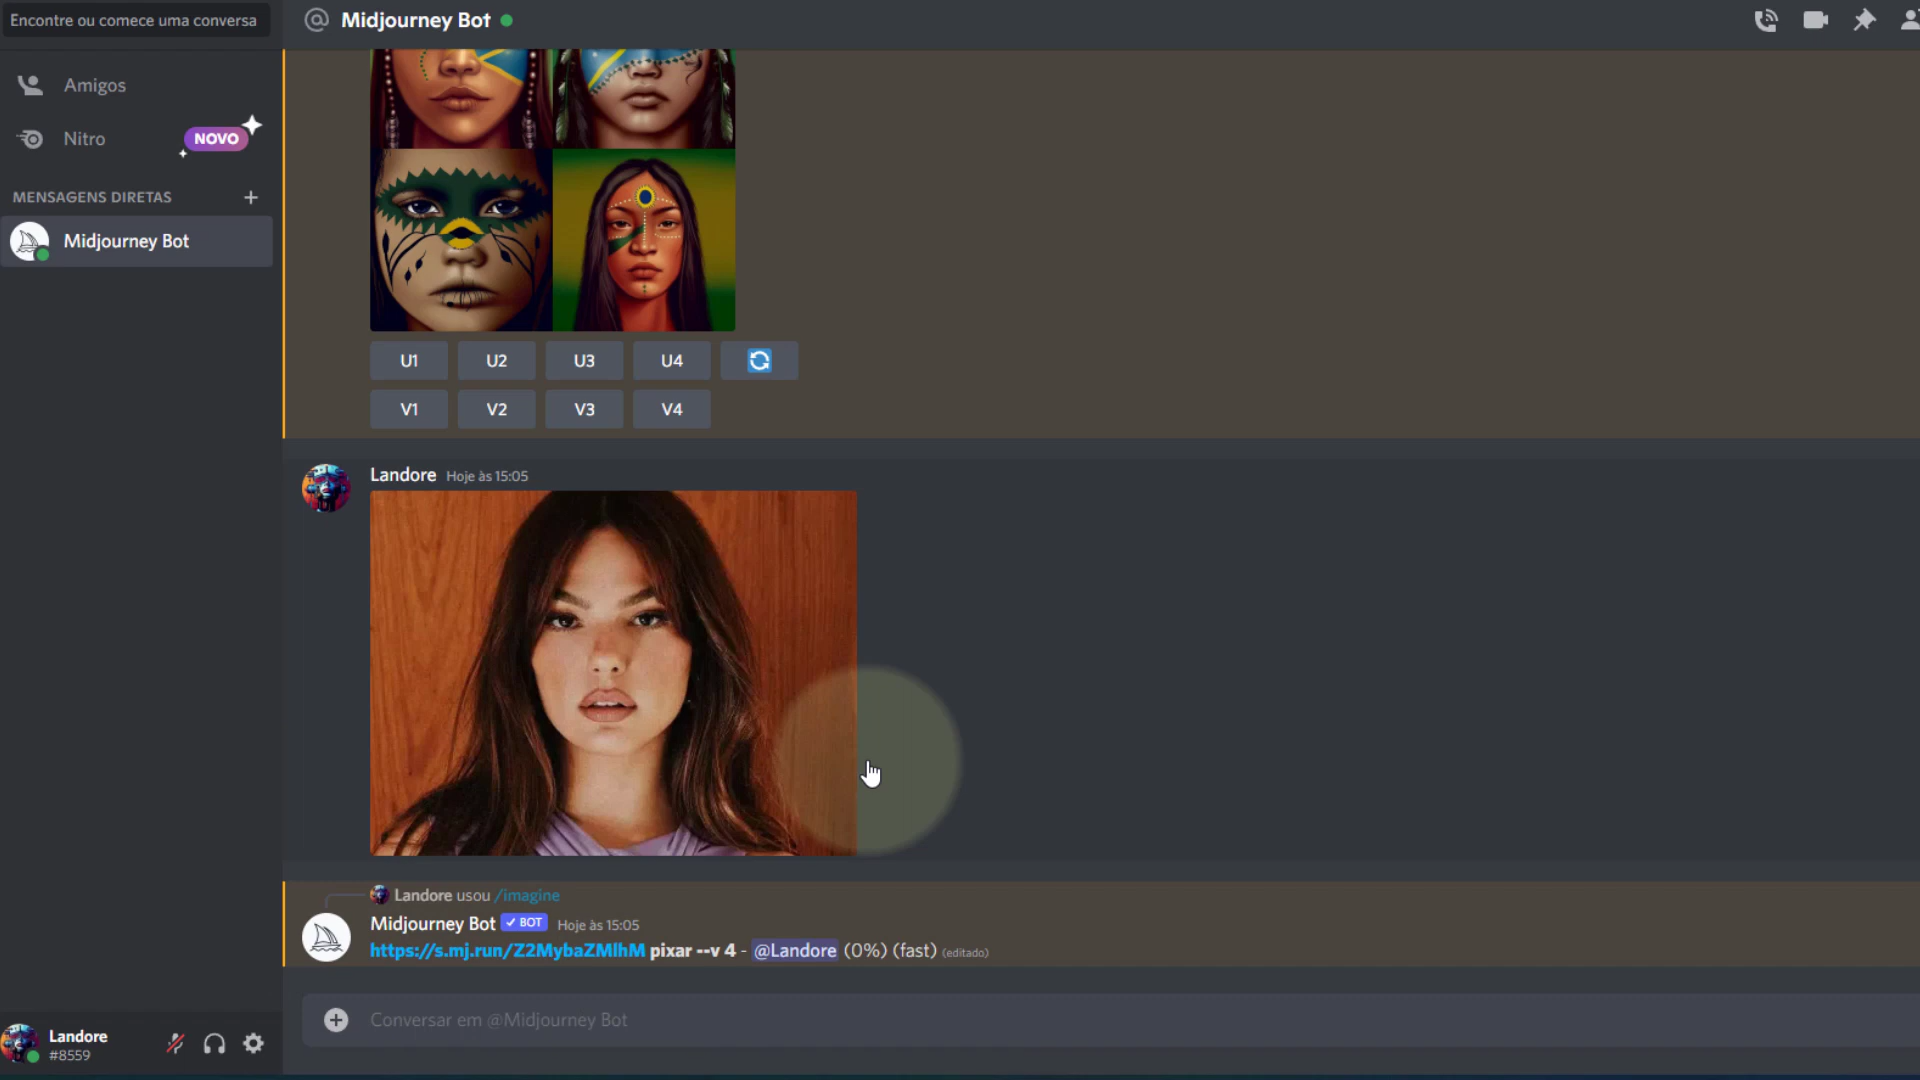 Encontre ou comece uma conversa
Midjourney Bot
Amigos
Nitro
NOVO
MENSAGENS DIRETAS
Midjourney Bot
U1 U2 U3 U4
V1 V2 V3 V4
Landore Hoje às 15:05
Landore usou /imagine
Midjourney Bot BOT Hoje às 15:05
https://s.mj.run/Z2MybaZMlhM pixar --v 4 - @Landore (0%) (fast) (editado)
Conversar em @Midjourney Bot
Landore
#8559